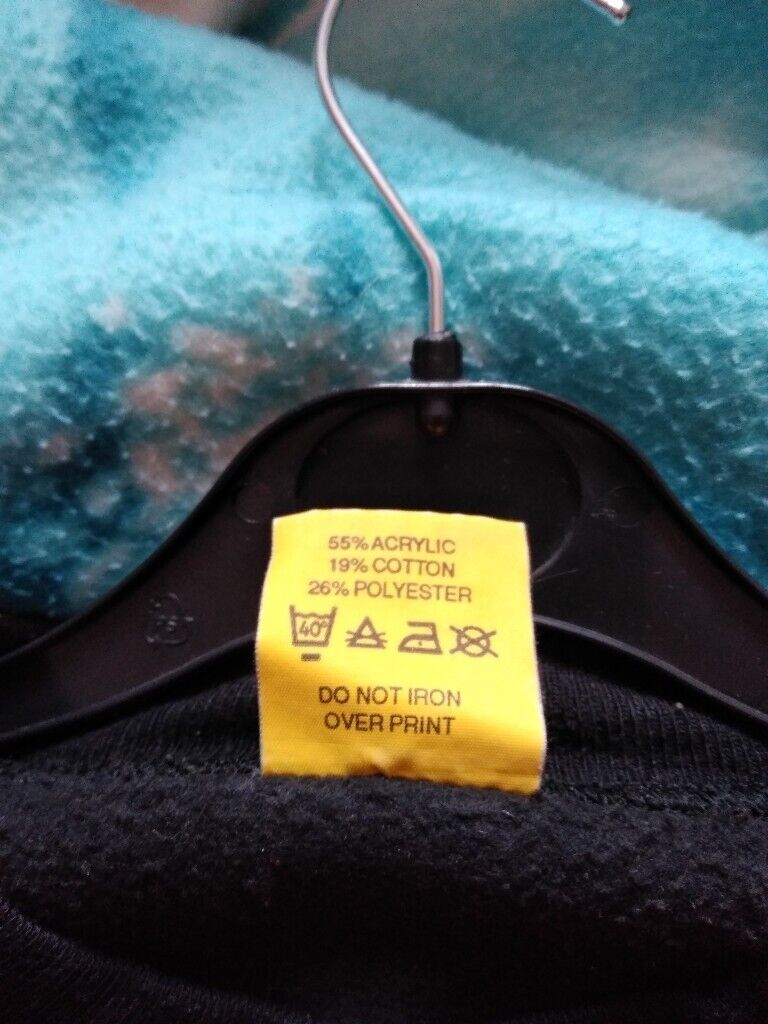 55% ACRYLIC
19% COTTON
26% POLYESTER
40°
DO NOT IRON
OVER PRINT